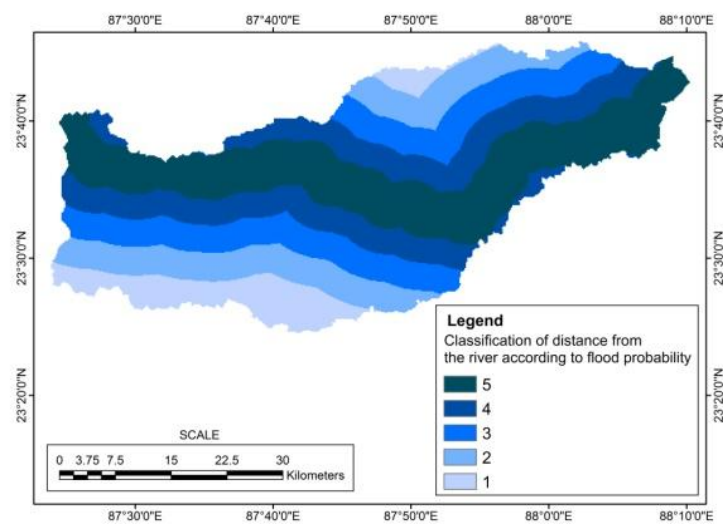 87°30'0"E 87°40'0"E 87°50'0"E 88°0'0"E 88°10'0"E
23°40'0"N 23°40'0"N
23°30'0"N 23°30'0"N
23°20'0"N 23°20'0"N
Legend
Classification of distance from
the river according to flood probability
5
4
3
2
1
SCALE
0 3.75 7.5 15 22.5 30
Kilometers
87°30'0"E 87°40'0"E 87°50'0"E 88°0'0"E 88°10'0"E